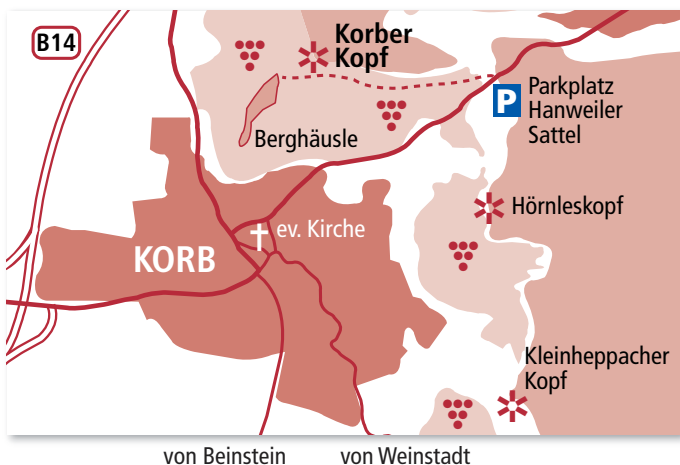 B14
Korber
Kopf
P
Parkplatz
Hanweiler
Sattel
Berghäusle
Hörnleskopf
ev. Kirche
KORB
Kleinheppacher
Kopf
von Beinstein
von Weinstadt